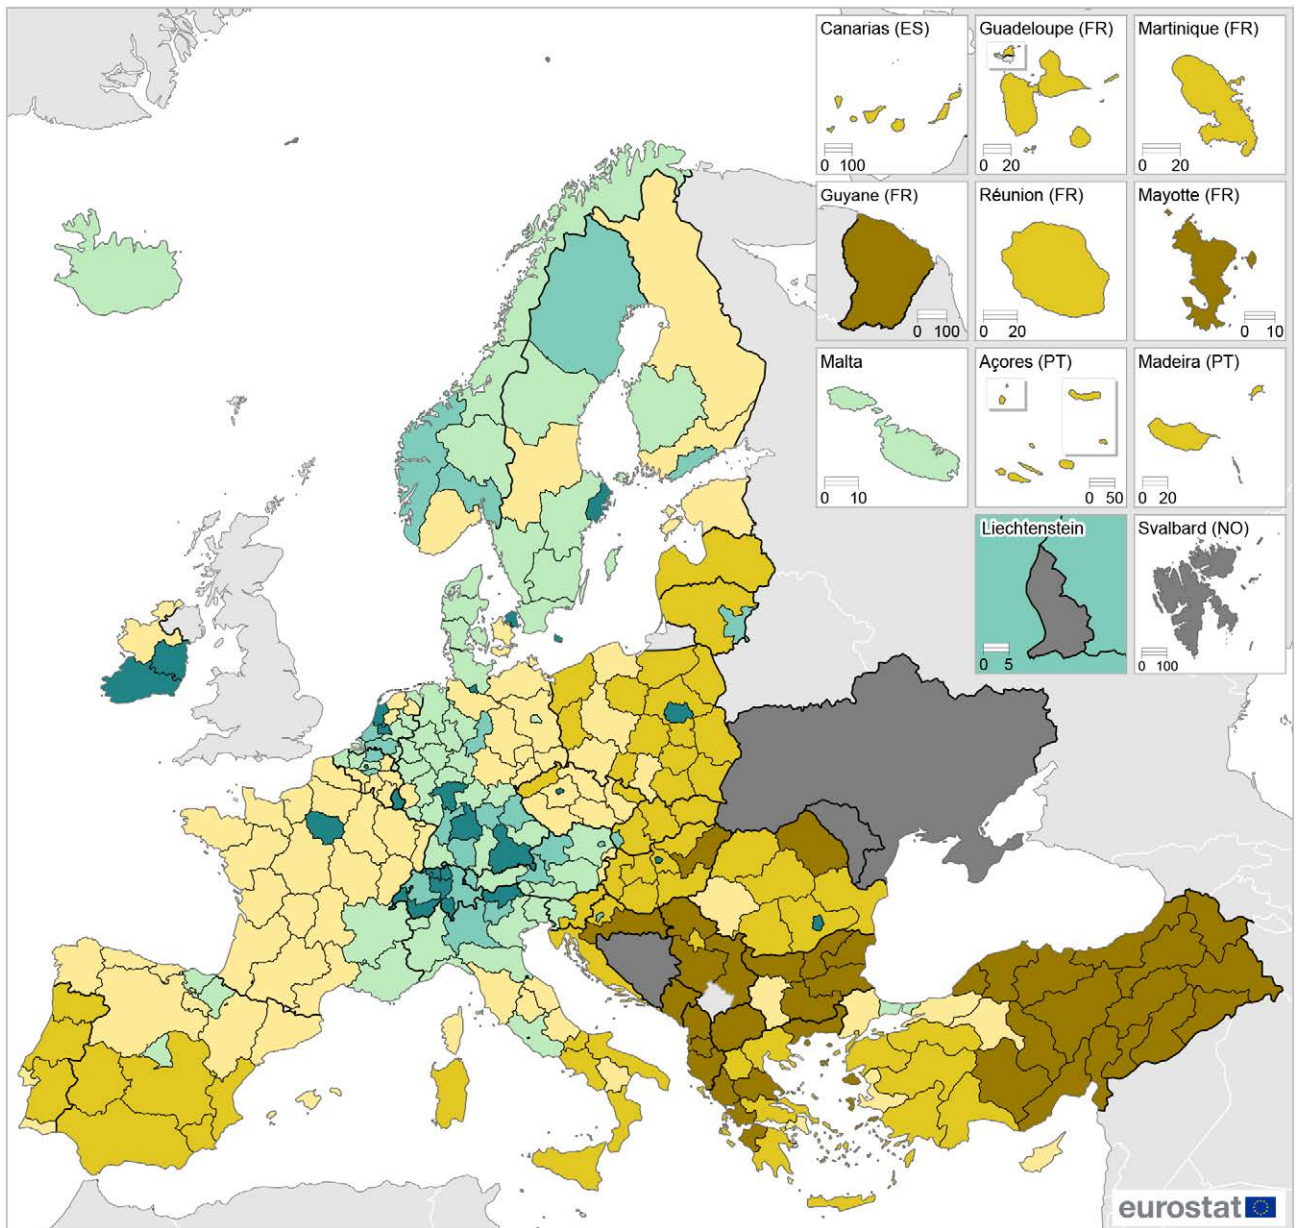 Canarias (ES)
0 100
Guadeloupe (FR)
0 20
Martinique (FR)
0 20
Guyane (FR)
0 100
Réunion (FR)
0 20
Mayotte (FR)
0 10
Malta
0 10
Açores (PT)
0 50
Madeira (PT)
0 20
Liechtenstein
0 5
Svalbard (NO)
0 100
eurostat